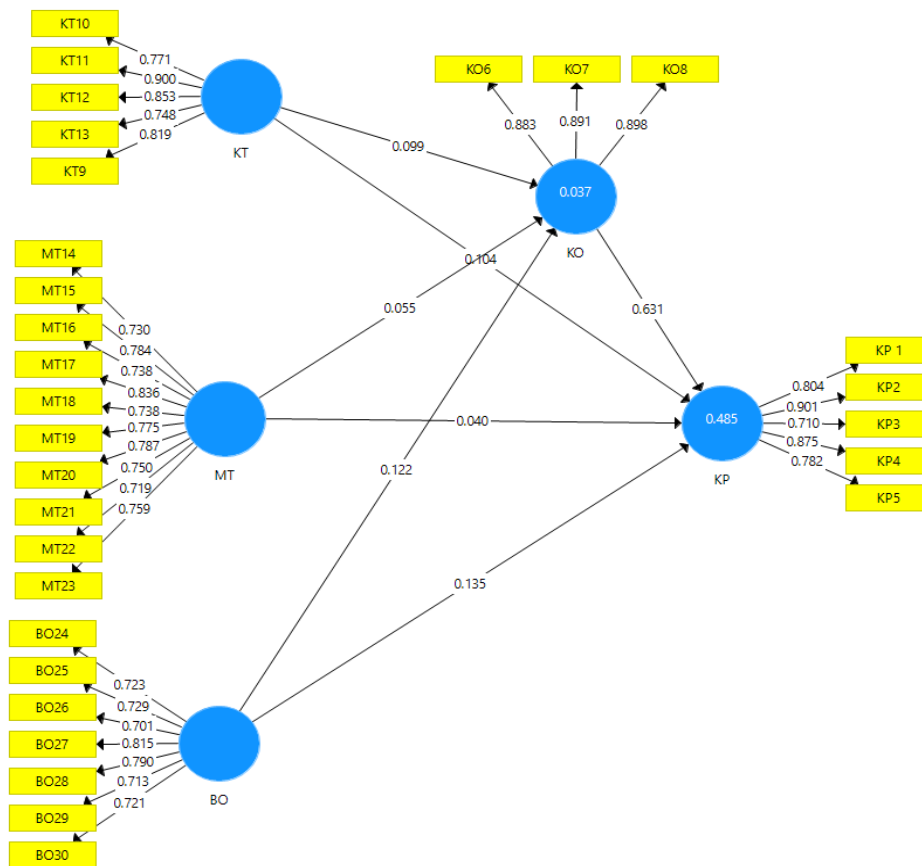 KT10
KT11
KT12
KT13
KT9
0.771
0.900
0.853
0.748
0.819
KT
KO6
KO7
KO8
0.883
0.891
0.898
0.099
0.037
KO
0.104
0.055
0.631
MT14
MT15
MT16
MT17
MT18
MT19
MT20
MT21
MT22
MT23
0.730
0.784
0.738
0.836
0.738
0.775
0.787
0.750
0.719
0.759
MT
0.040
0.122
0.135
0.485
KP
0.804
0.901
0.710
0.875
0.782
KP 1
KP2
KP3
KP4
KP5
BO24
BO25
BO26
BO27
BO28
BO29
BO30
0.723
0.729
0.701
0.815
0.790
0.713
0.721
BO